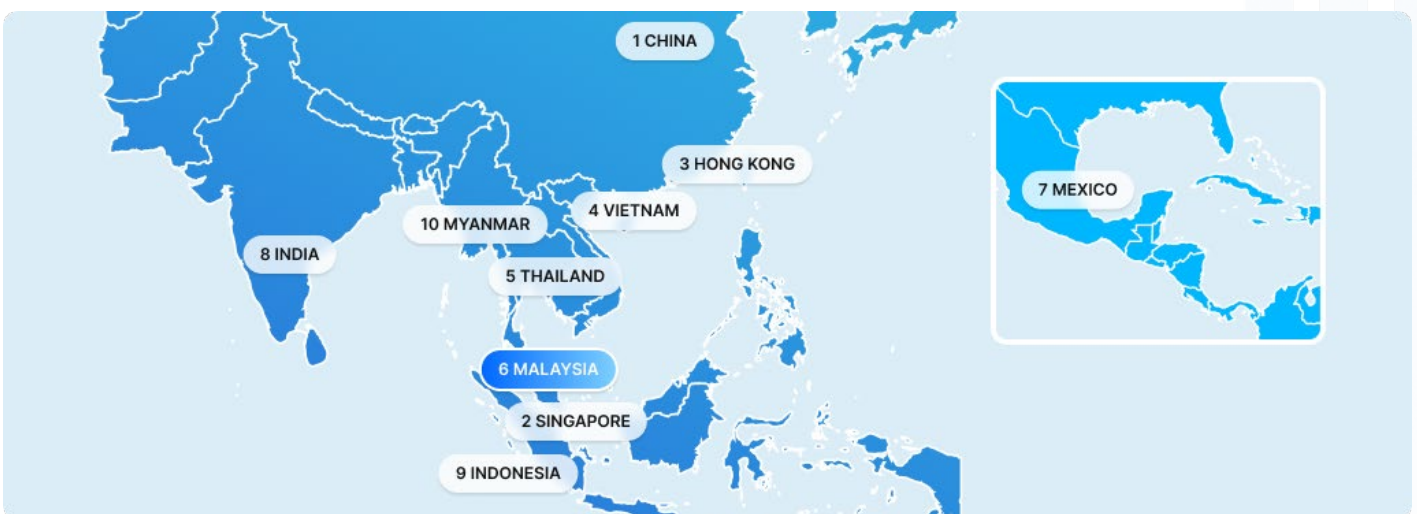 1 CHINA
3 HONG KONG
7 MEXICO
4 VIETNAM
10 MYANMAR
8 INDIA
5 THAILAND
6 MALAYSIA
2 SINGAPORE
9 INDONESIA